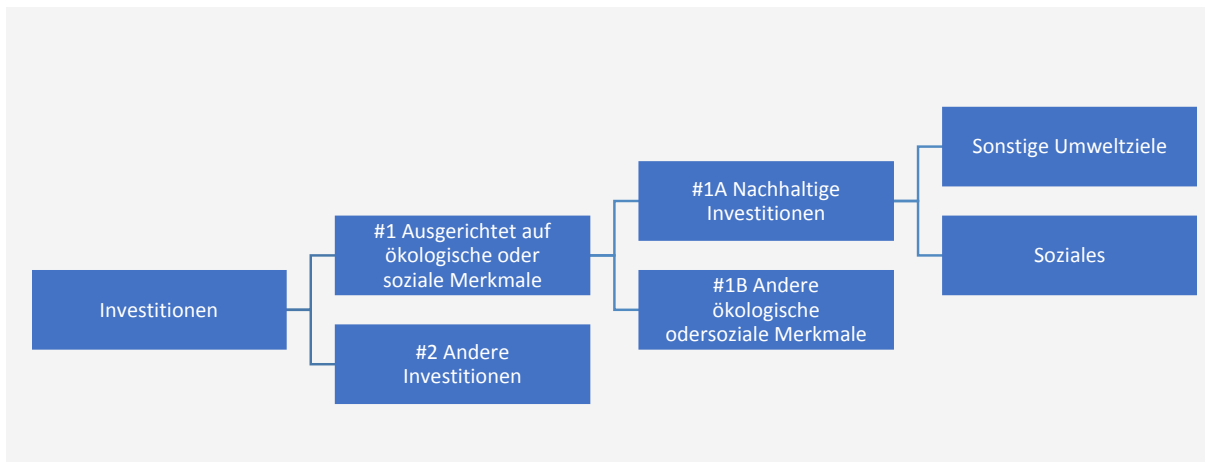 Investitionen
#1 Ausgerichtet auf
ökologische oder
soziale Merkmale
#2 Andere
Investitionen
#1A Nachhaltige
Investitionen
#1B Andere
ökologische
odersoziale Merkmale
Sonstige Umweltziele
Soziales